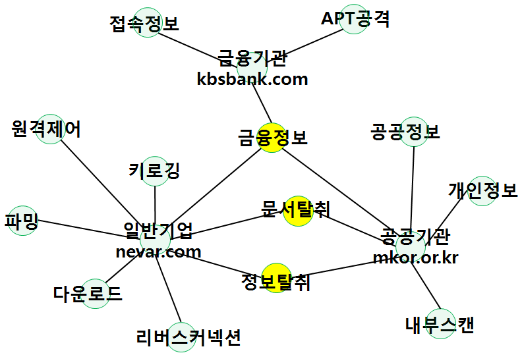 접속정보
APT공격
금융기관
kbsbank.com
원격제어
금융정보
공공정보
키로깅
개인정보
파밍
일반기업
nevar.com
문서탈취
공공기관
mkor.or.kr
정보탈취
다운로드
리버스커넥션
내부스캔